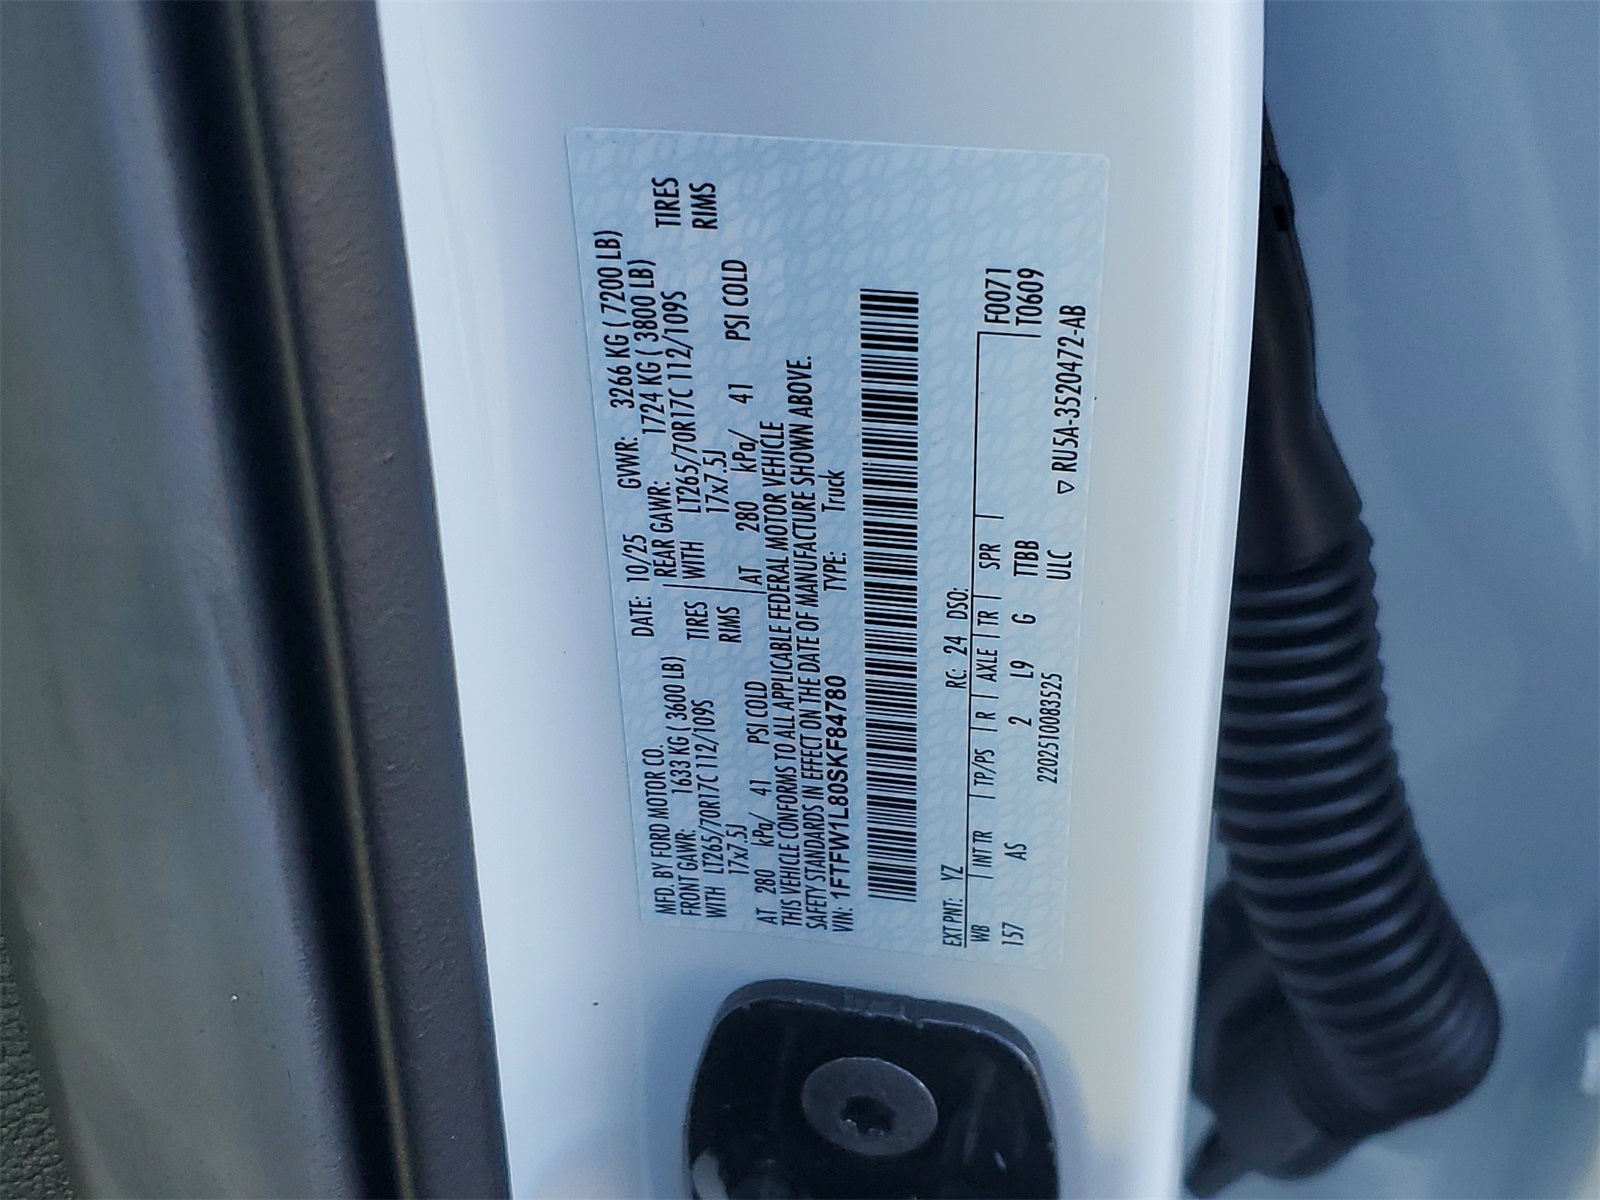 MFD. BY FORD MOTOR CO. DATE: 10/25 GVWR: 3266 KG ( 7200 LB)
FRONT GAWR: 1633 KG ( 3600 LB) REAR GAWR: 1724 KG ( 3800 LB)
WITH LT265/70R17C 112/109S TIRES WITH LT265/70R17C 112/109S TIRES
17x7.5J RIMS 17x7.5J RIMS
AT 280 kPa/ 41 PSI COLD AT 280 kPa/ 41 PSI COLD
THIS VEHICLE CONFORMS TO ALL APPLICABLE FEDERAL MOTOR VEHICLE
SAFETY STANDARDS IN EFFECT ON THE DATE OF MANUFACTURE SHOWN ABOVE.
VIN: 1FTFW1L80SKF84780 TYPE: Truck
EXT PNT: YZ RC: 24 DSO:
WB INT TR TP/PS R AXLE TR SPR F0071
157 AS 2 L9 G TTBB T0609
2202510083525 ULC
▽ RU5A-3520472-AB